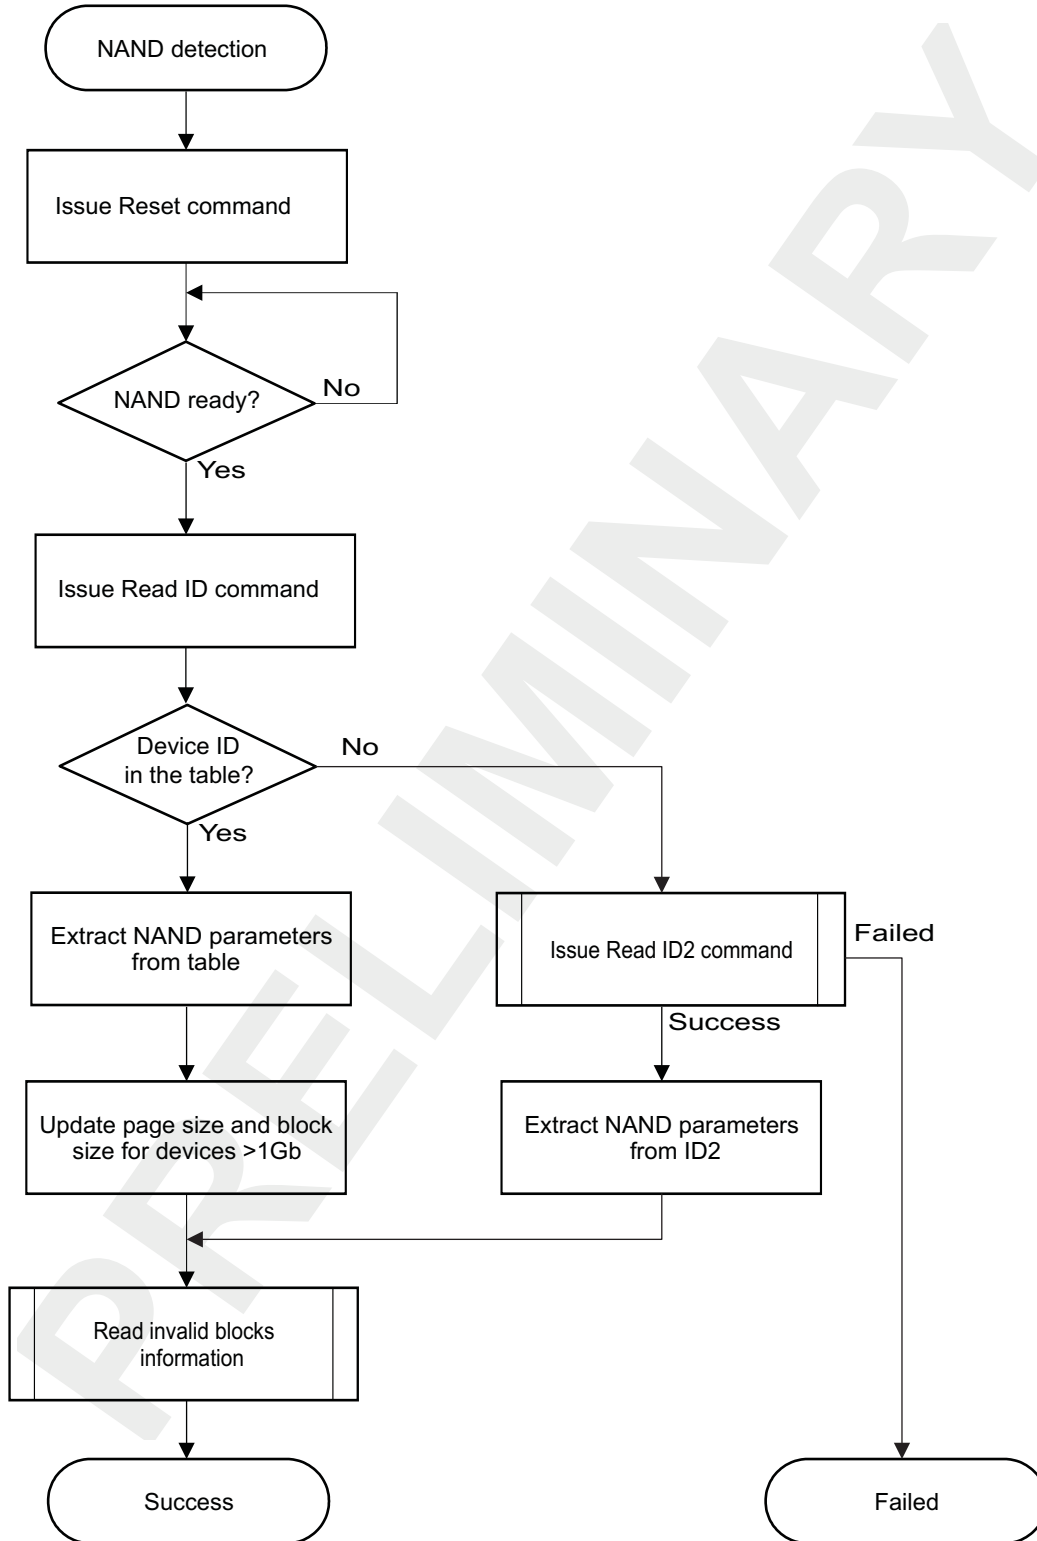 NAND detection
Issue Reset command
NAND ready?
No
Yes
Issue Read ID command
Device ID
in the table?
No
Yes
Extract NAND parameters
from table
Issue Read ID2 command
Failed
Success
Update page size and block
size for devices >1Gb
Extract NAND parameters
from ID2
Read invalid blocks
information
Success
Failed
PRELIMINARY